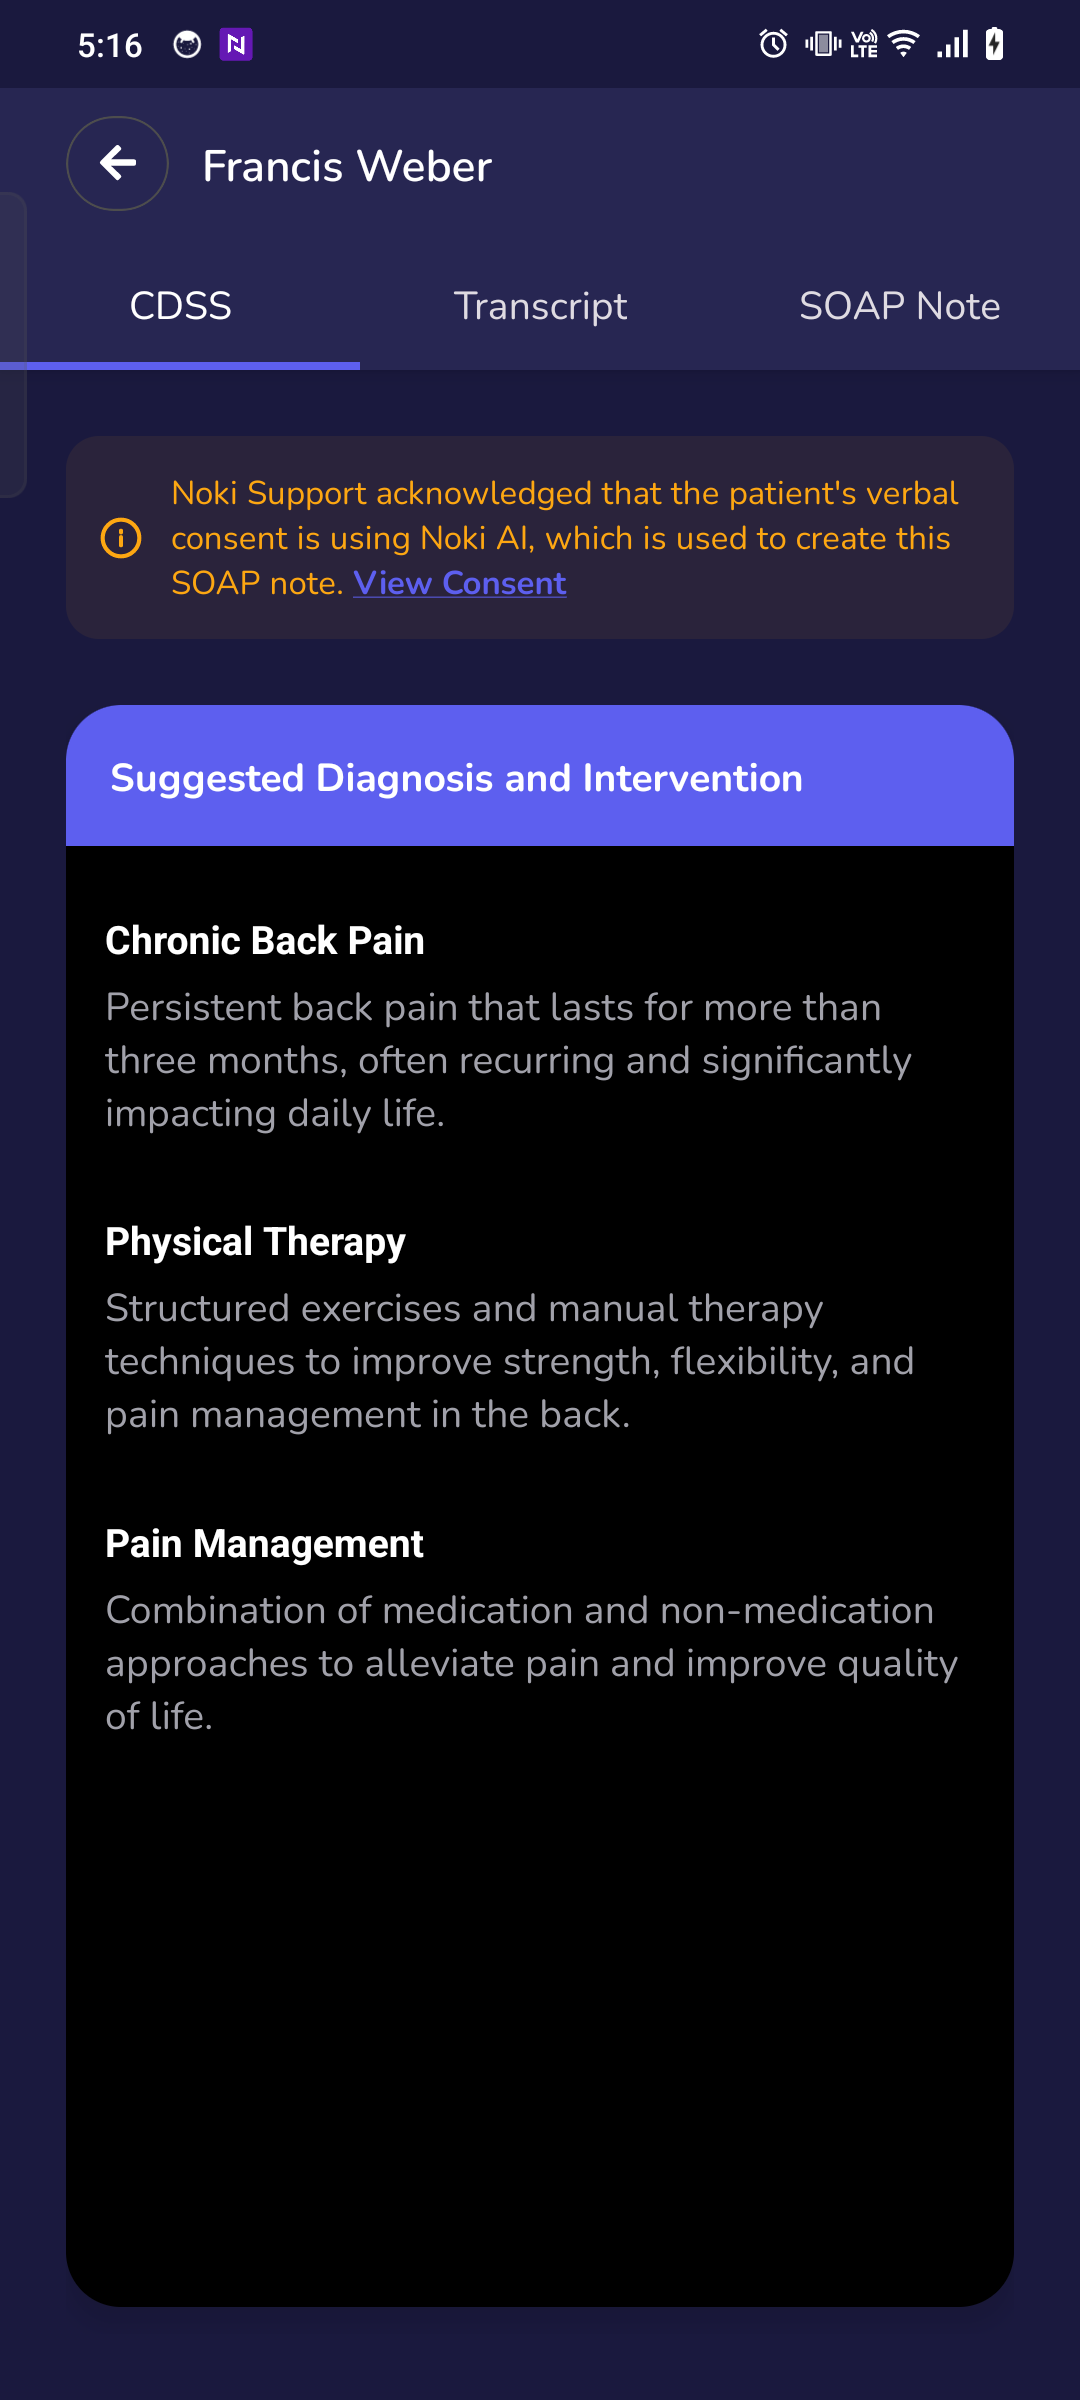 5:16
VoLTE
Francis Weber
CDSS
Transcript
SOAP Note
Noki Support acknowledged that the patient's verbal
consent is using Noki AI, which is used to create this
SOAP note. View Consent
Suggested Diagnosis and Intervention
Chronic Back Pain
Persistent back pain that lasts for more than
three months, often recurring and significantly
impacting daily life.
Physical Therapy
Structured exercises and manual therapy
techniques to improve strength, flexibility, and
pain management in the back.
Pain Management
Combination of medication and non-medication
approaches to alleviate pain and improve quality
of life.